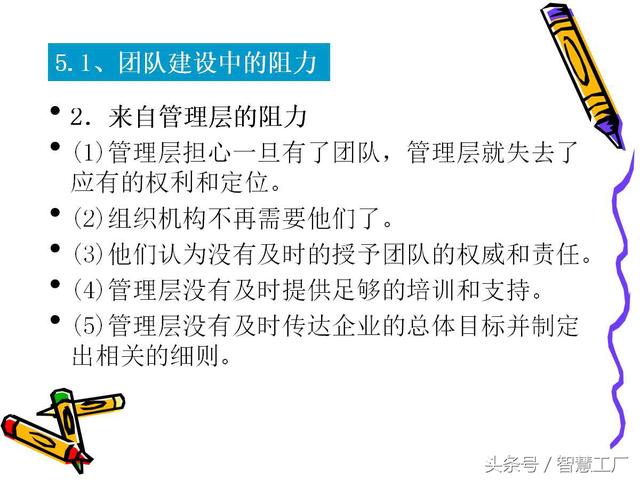 5.1、团队建设中的阻力
• 2．来自管理层的阻力
• (1)管理层担心一旦有了团队，管理层就失去了
应有的权利和定位。
• (2)组织机构不再需要他们了。
• (3)他们认为没有及时的授予团队的权威和责任。
• (4)管理层没有及时提供足够的培训和支持。
• (5)管理层没有及时传达企业的总体目标并制定
出相关的细则。
头条号 / 智慧工厂